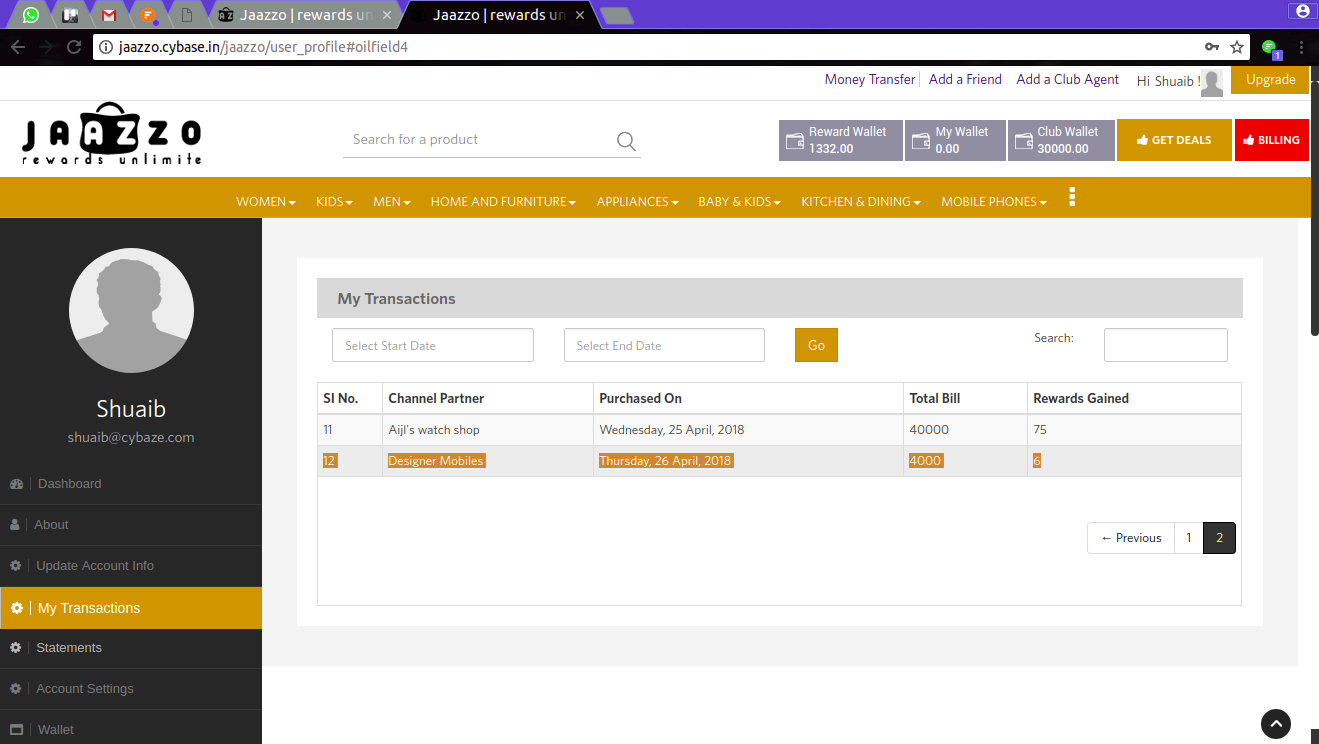 Jaazzo | rewards un
Jaazzo | rewards un
jaazzo.cybase.in/jaazzo/user_profile#oilfield4
1
Money Transfer Add a Friend Add a Club Agent Hi Shuaib ! Upgrade
JAAZZO
rewards unlimite
Search for a product
Reward Wallet
1332.00
My Wallet
0.00
Club Wallet
30000.00
GET DEALS
BILLING
WOMEN KIDS MEN HOME AND FURNITURE APPLIANCES BABY & KIDS KITCHEN & DINING MOBILE PHONES
Shuaib
shuaib@cybaze.com
Dashboard
About
Update Account Info
My Transactions
Statements
Account Settings
Wallet
My Transactions
Select Start Date Select End Date Go Search:
Sl No. Channel Partner Purchased On Total Bill Rewards Gained
11 Aijl's watch shop Wednesday, 25 April, 2018 40000 75
12 Designer Mobiles Thursday, 26 April, 2018 4000 6
← Previous 1 2